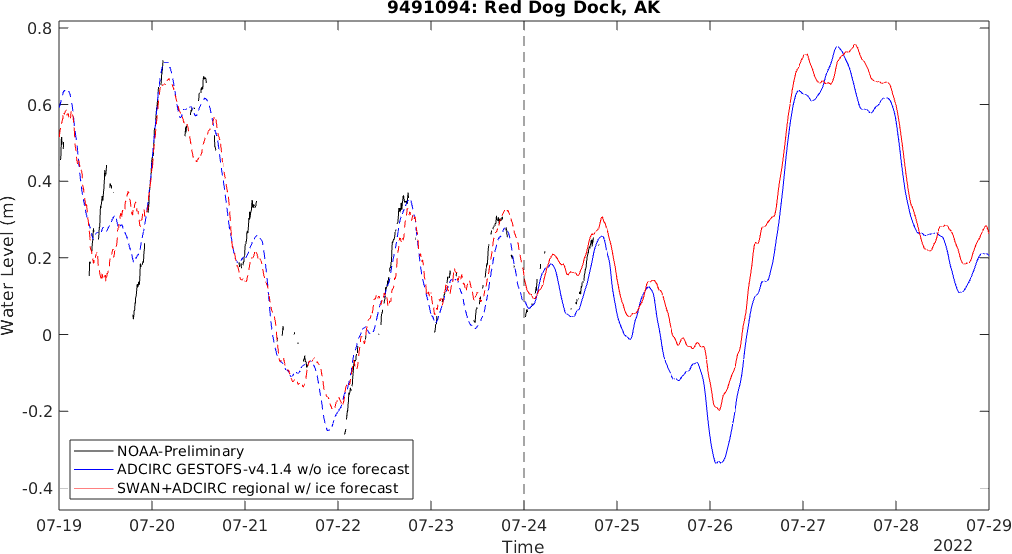 9491094: Red Dog Dock, AK
0.8
0.6
0.4
0.2
0
-0.2
-0.4
Water Level (m)
NOAA-Preliminary
ADCIRC GESTOFS-v4.1.4 w/o ice forecast
SWAN+ADCIRC regional w/ ice forecast
07-19 07-20 07-21 07-22 07-23 07-24 07-25 07-26 07-27 07-28 07-29
Time
2022